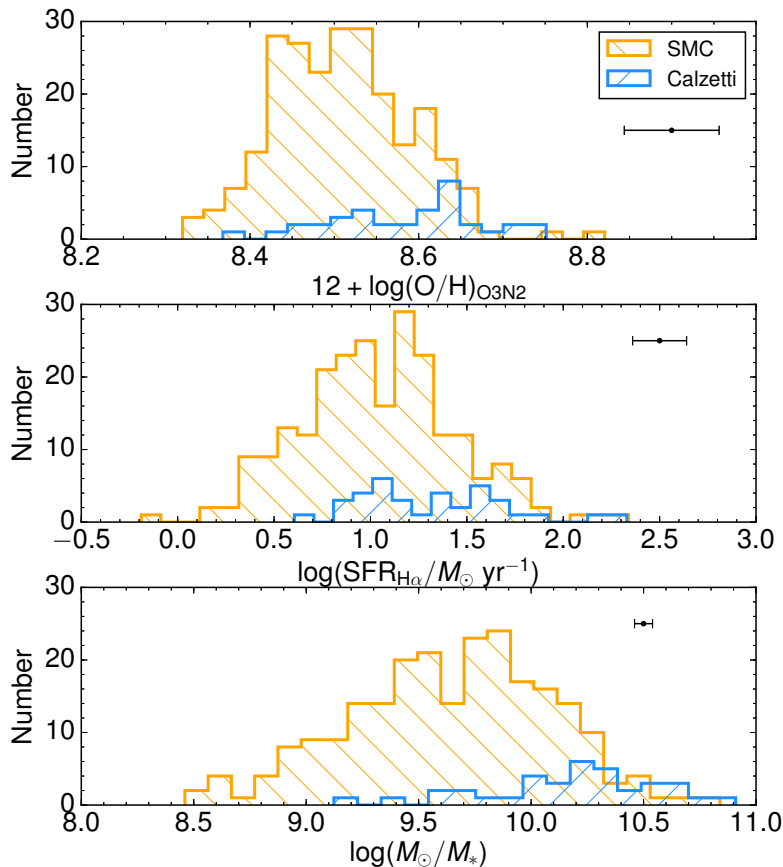 30
20
10
0
Number
SMC
Calzetti
8.2 8.4 8.6 8.8
12 + log(O/H)O3N2
30
20
10
0
Number
−0.5 0.0 0.5 1.0 1.5 2.0 2.5 3.0
log(SFRHα/M⊙ yr−1)
30
20
10
0
Number
8.0 8.5 9.0 9.5 10.0 10.5 11.0
log(M⊙/M*)